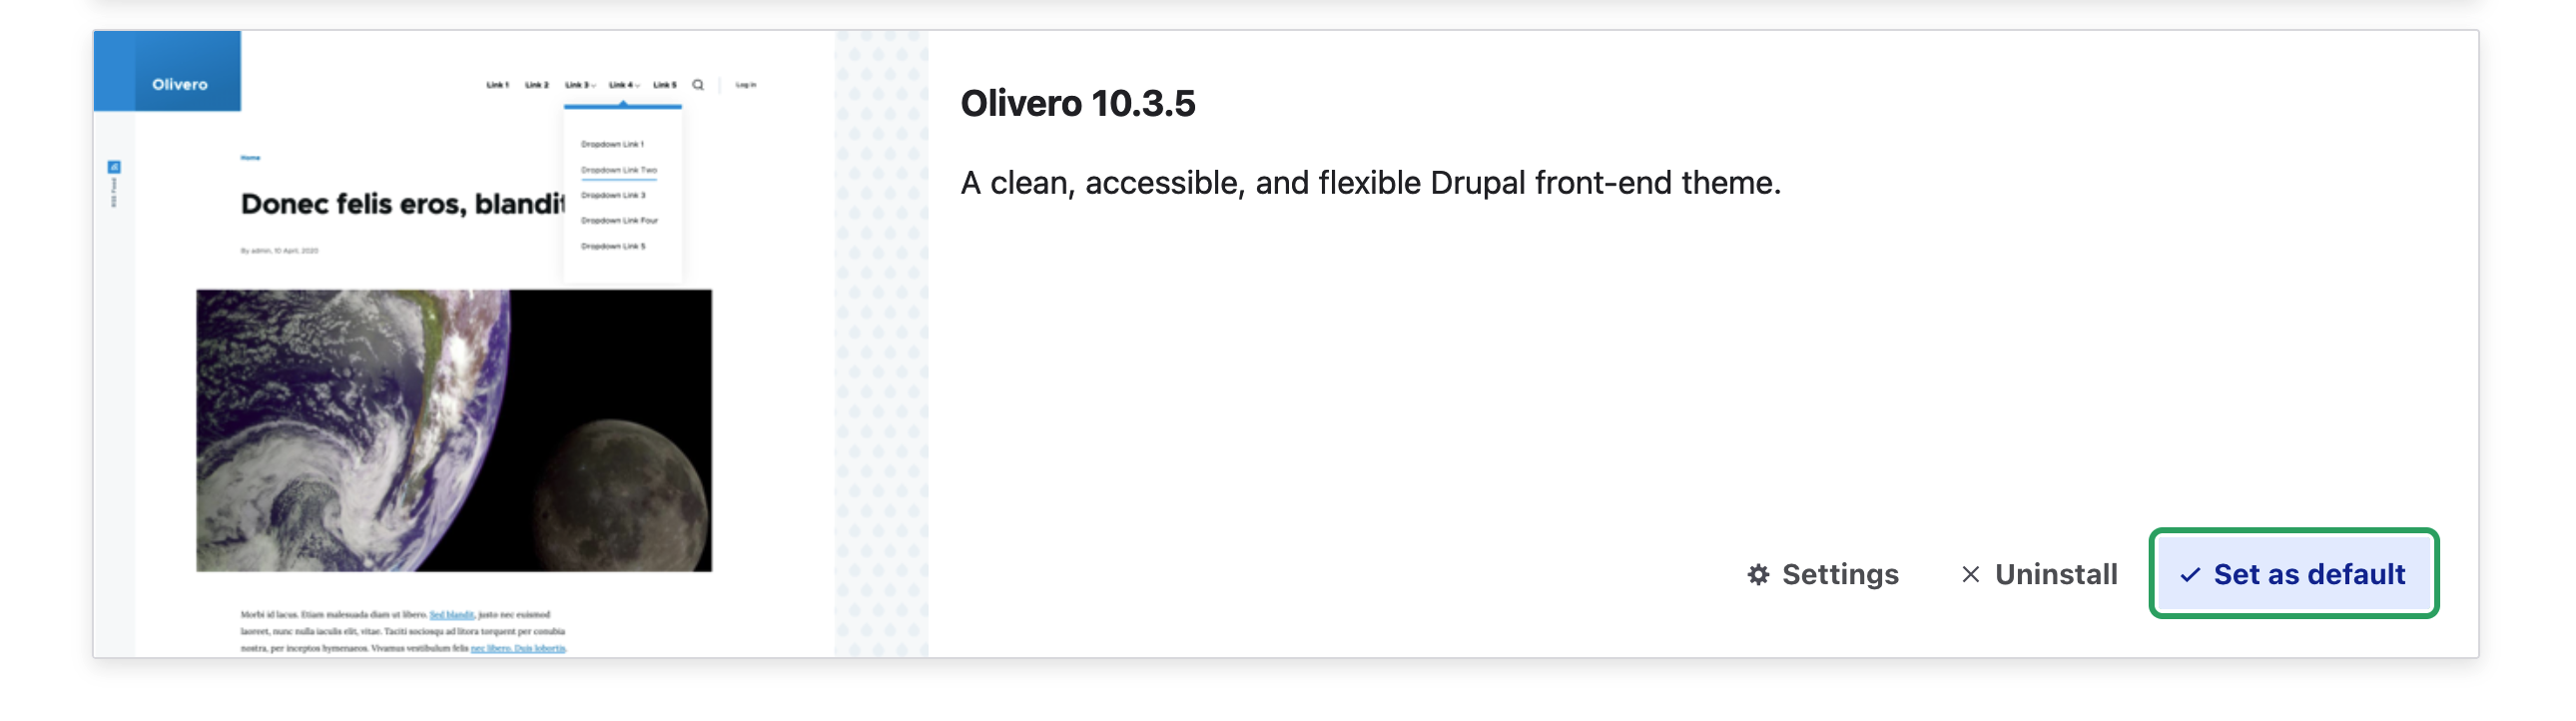 Olivero
Link 1 Link 2 Link 3 Link 4 Link 5 Log in
Dropdown Link 1
Dropdown Link Two
Dropdown Link 3
Dropdown Link Four
Dropdown Link 5
RSS Feed
Home
Donec felis eros, blandit
By admin, 10 April, 2020
Morbi id lacus. Etiam malesuada diam ut libero. Sed blandit, justo nec euismod
laoreet, nunc nulla iaculis elit, vitae. Taciti sociosqu ad litora torquent per conubia
nostra, per inceptos hymenaeos. Vivamus vestibulum felis nec libero. Duis lobortis.
Olivero 10.3.5
A clean, accessible, and flexible Drupal front-end theme.
Settings Uninstall Set as default